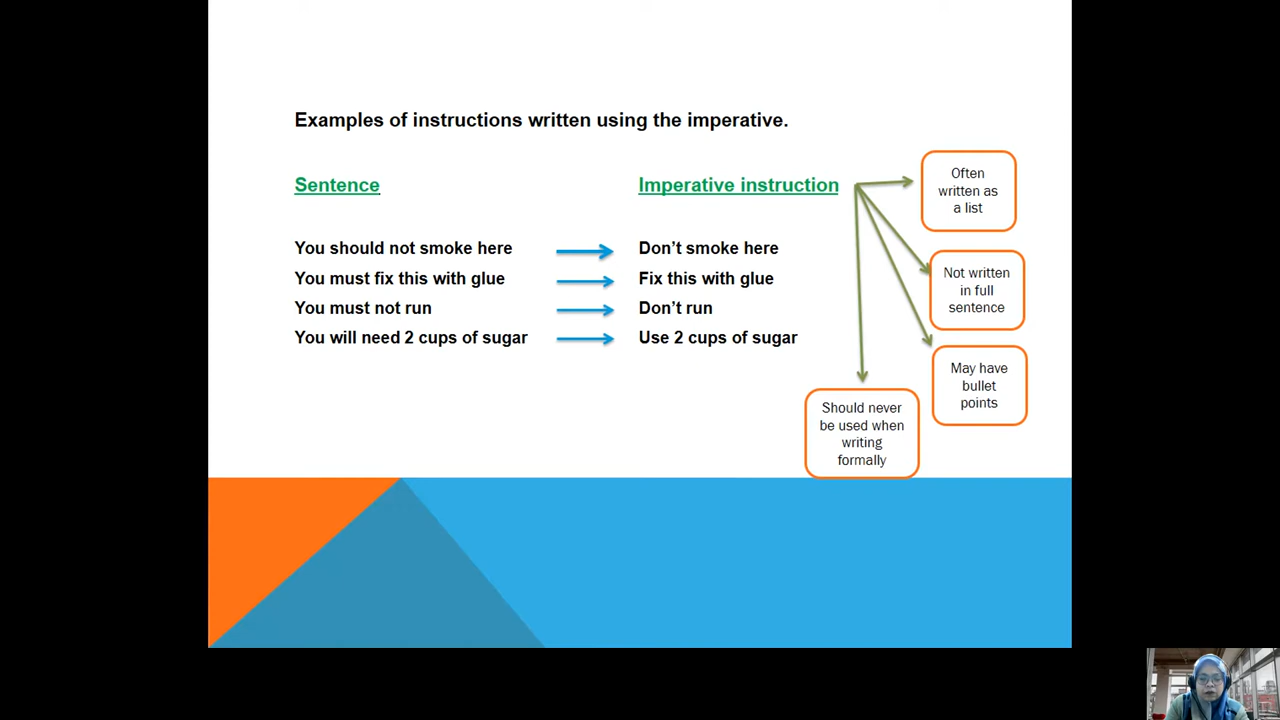 Examples of instructions written using the imperative.
Sentence
Imperative instruction
You should not smoke here
Don't smoke here
You must fix this with glue
Fix this with glue
You must not run
Don't run
You will need 2 cups of sugar
Use 2 cups of sugar
Often
written as
a list
Not written
in full
sentence
May have
bullet
points
Should never
be used when
writing
formally